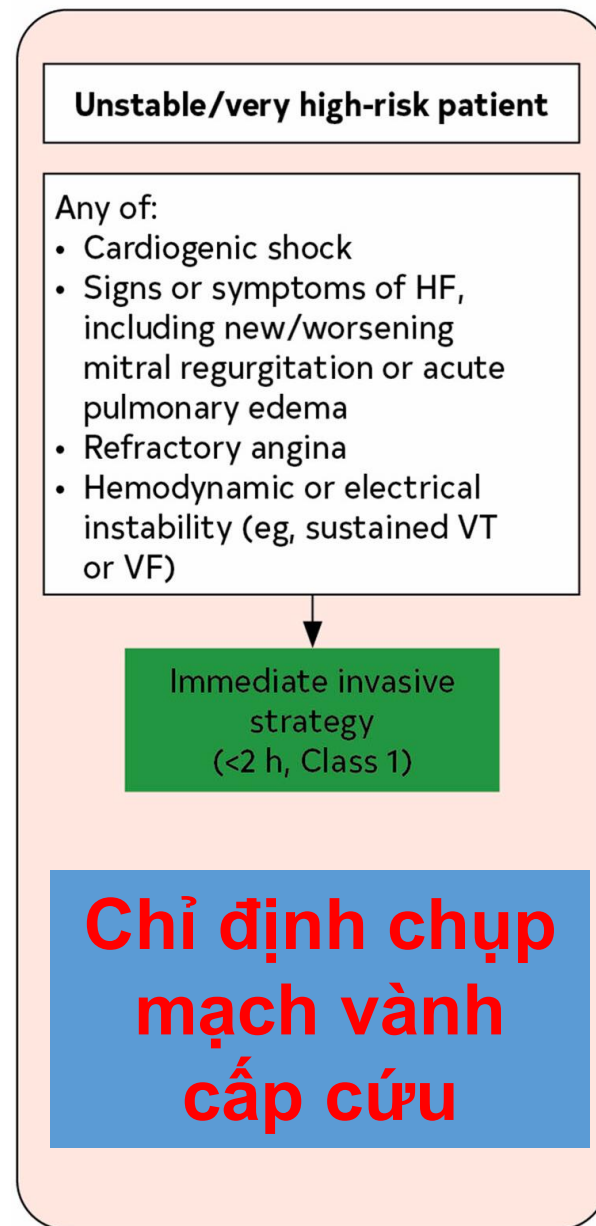 Unstable/very high-risk patient
Any of:
• Cardiogenic shock
• Signs or symptoms of HF,
including new/worsening
mitral regurgitation or acute
pulmonary edema
• Refractory angina
• Hemodynamic or electrical
instability (eg, sustained VT
or VF)
Immediate invasive
strategy
(<2 h, Class 1)
Chỉ định chụp
mạch vành
cấp cứu